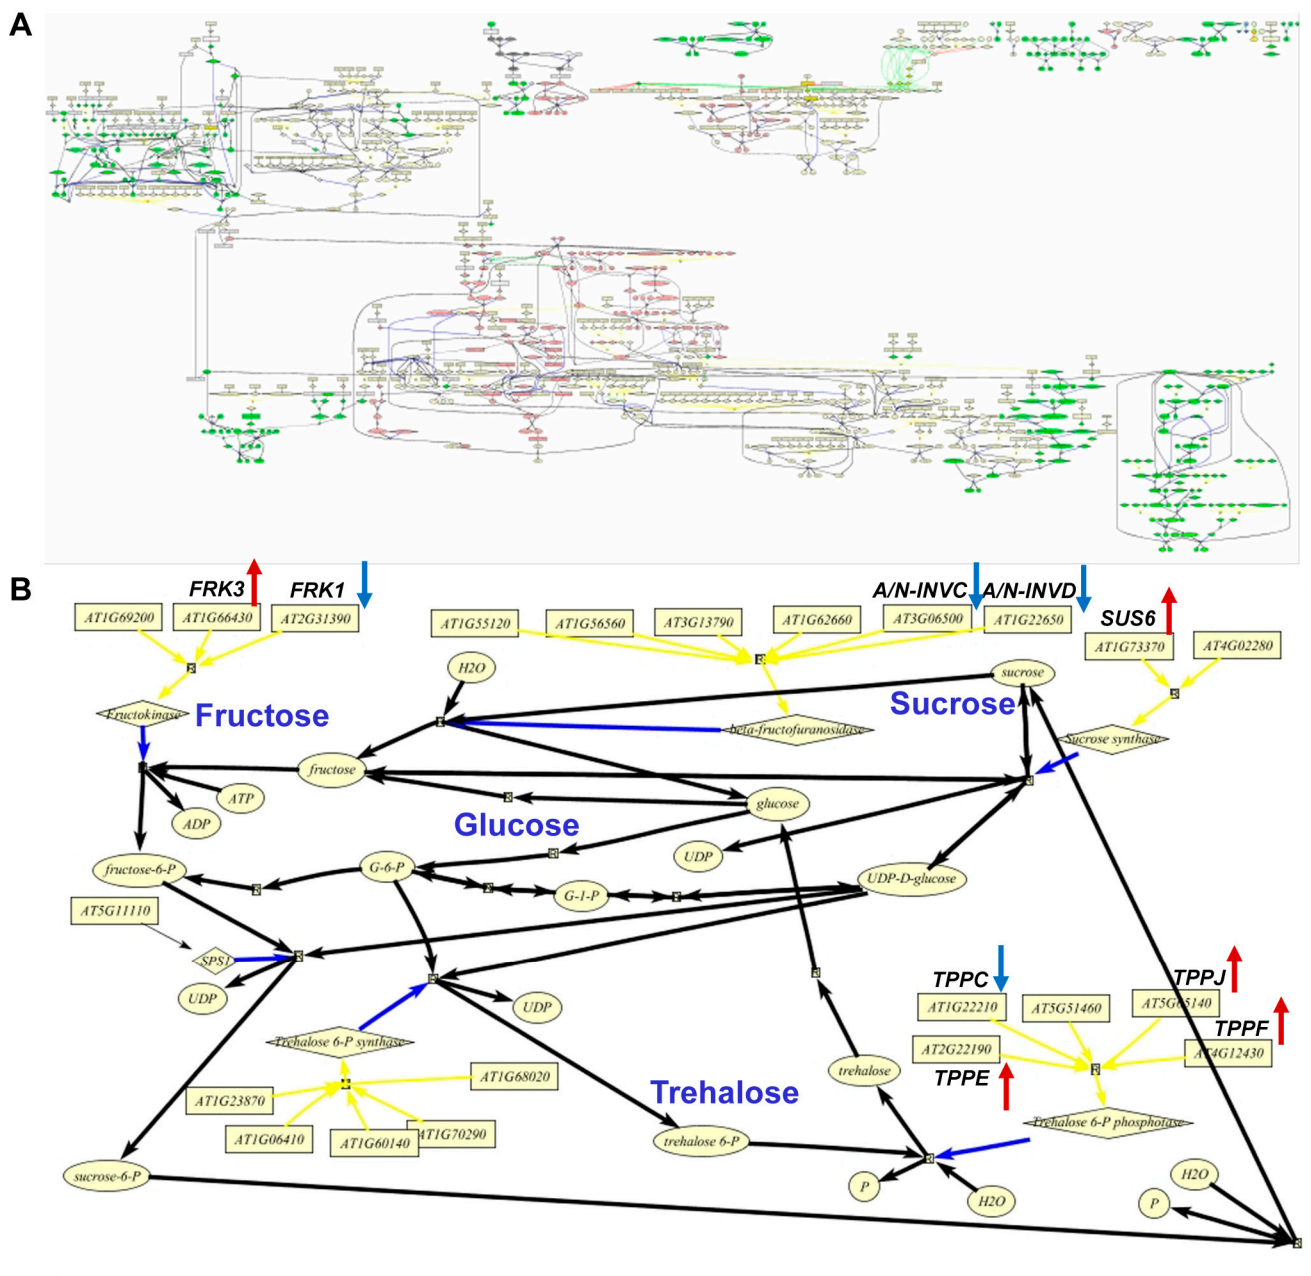 A
B
FRK3 FRK1 A/N-INVC A/N-INVD
SUS6
AT1G69200 AT1G66430 AT2G31390 AT1G55120 AT1G56560 AT3G13790 AT1G62660 AT3G06500 AT1G22650
AT1G73370 AT4G02280
H2O sucrose
Fructokinase Fructose Sucrose
beta-fructofuranosidase Sucrose synthase
fructose
ATP glucose
ADP Glucose
UDP
fructose-6-P G-6-P UDP-D-glucose
G-1-P
AT5G11110
SPS1
UDP UDP
TPPC TPPJ
AT1G22210 AT5G51460 AT5G65140
TPPF
AT2G22190 AT4G12430
TPPE
Trehalose 6-P synthase trehalose
AT1G68020
AT1G23870 Trehalose
Trehalose 6-P phosphotase
AT1G06410 AT1G60140 AT1G70290 trehalose 6-P
sucrose-6-P H2O
P H2O P